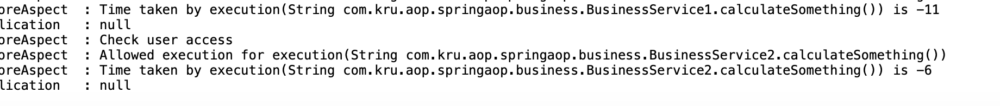 oreAspect : Time taken by execution(String com.kru.aop.springaop.business.BusinessService1.calculateSomething()) is -11
lication : null
oreAspect : Check user access
oreAspect : Allowed execution for execution(String com.kru.aop.springaop.business.BusinessService2.calculateSomething())
oreAspect : Time taken by execution(String com.kru.aop.springaop.business.BusinessService2.calculateSomething()) is -6
lication : null